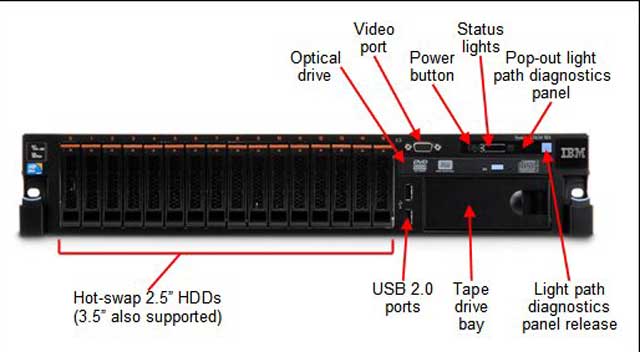 Video
port
Optical
drive
Power
button
Status
lights
Pop-out light
path diagnostics
panel
IBM
DVD
Hot-swap 2.5” HDDs
(3.5” also supported)
USB 2.0
ports
Tape
drive
bay
Light path
diagnostics
panel release